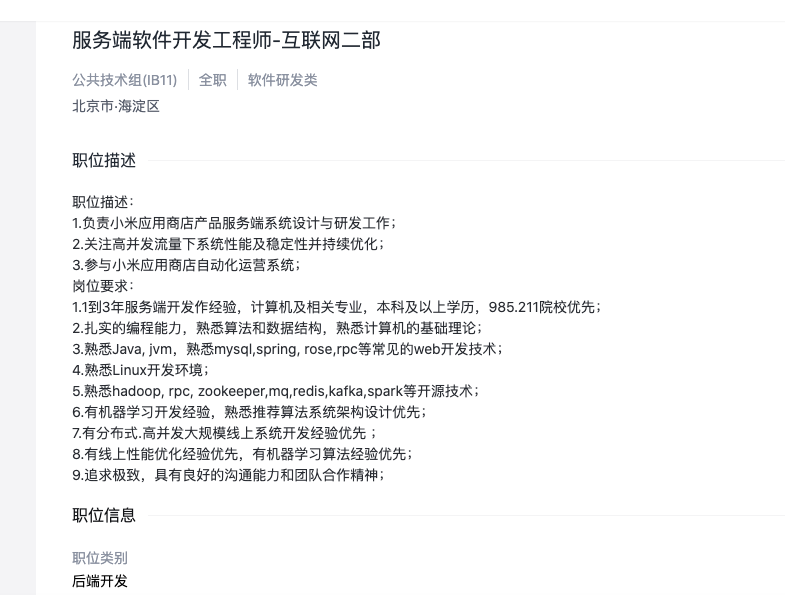 服务端软件开发工程师-互联网二部
公共技术组(IB11) 全职 软件研发类
北京市·海淀区
职位描述
职位描述：
1.负责小米应用商店产品服务端系统设计与研发工作；
2.关注高并发流量下系统性能及稳定性并持续优化；
3.参与小米应用商店自动化运营系统；
岗位要求：
1.1到3年服务端开发作经验，计算机及相关专业，本科及以上学历，985.211院校优先；
2.扎实的编程能力，熟悉算法和数据结构，熟悉计算机的基础理论；
3.熟悉Java, jvm，熟悉mysql,spring, rose,rpc等常见的web开发技术；
4.熟悉Linux开发环境；
5.熟悉hadoop, rpc, zookeeper,mq,redis,kafka,spark等开源技术；
6.有机器学习开发经验，熟悉推荐算法系统架构设计优先；
7.有分布式.高并发大规模线上系统开发经验优先 ；
8.有线上性能优化经验优先，有机器学习算法经验优先；
9.追求极致，具有良好的沟通能力和团队合作精神；
职位信息
职位类别
后端开发